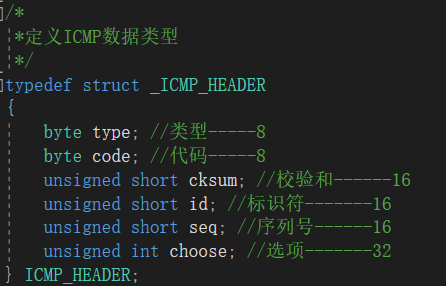 /*
*定义ICMP数据类型
*/
typedef struct _ICMP_HEADER
{
byte type; //类型-----8
byte code; //代码-----8
unsigned short cksum; //校验和------16
unsigned short id; //标识符-------16
unsigned short seq; //序列号------16
unsigned int choose; //选项-------32
} ICMP_HEADER;